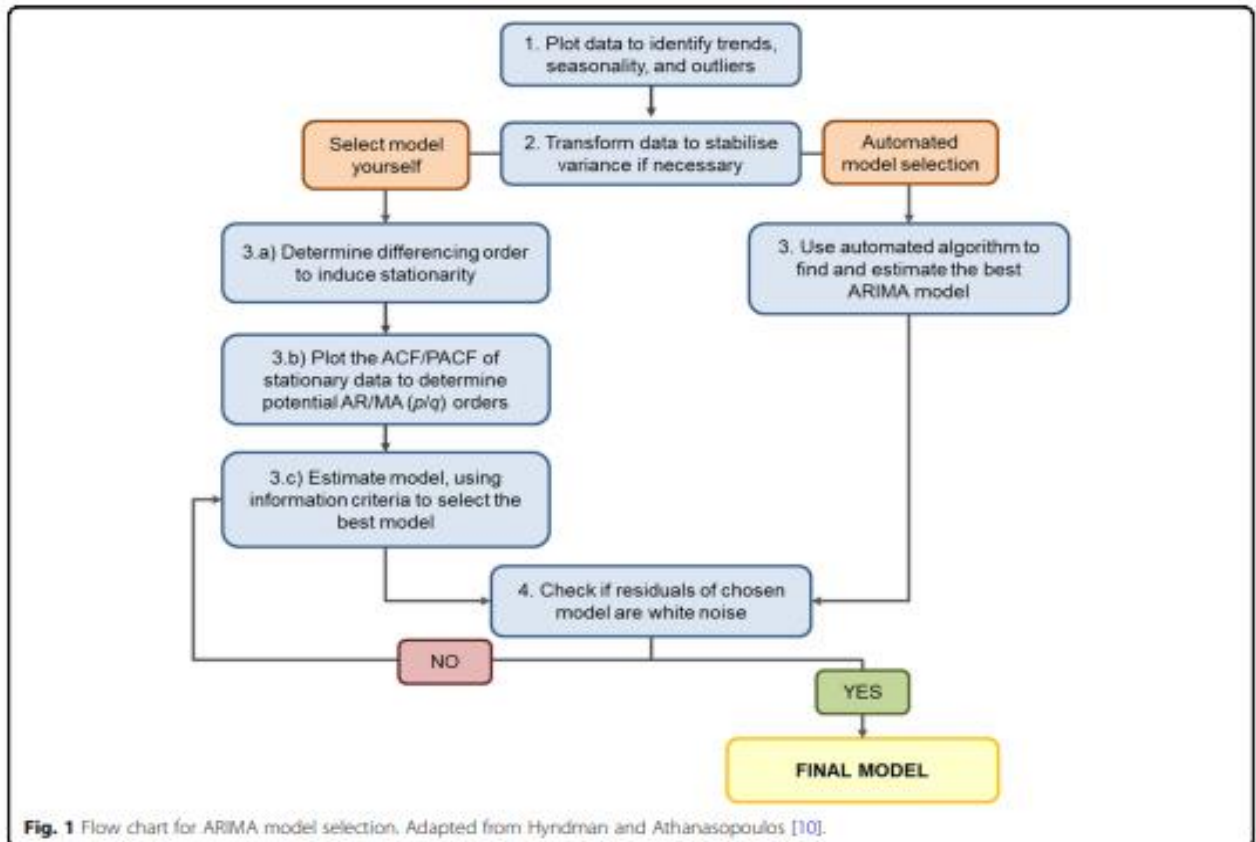 1. Plot data to identify trends,
seasonality, and outliers
Select model
yourself
2. Transform data to stabilise
variance if necessary
Automated
model selection
3.a) Determine differencing order
to induce stationarity
3. Use automated algorithm to
find and estimate the best
ARIMA model
3.b) Plot the ACF/PACF of
stationary data to determine
potential AR/MA (p/q) orders
3.c) Estimate model, using
information criteria to select the
best model
4. Check if residuals of chosen
model are white noise
NO
YES
FINAL MODEL
Fig. 1 Flow chart for ARIMA model selection. Adapted from Hyndman and Athanasopoulos [10].